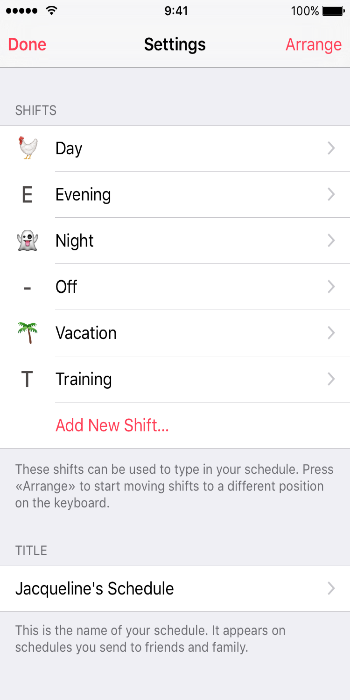 9:41
100%
Done
Settings
Arrange
SHIFTS
Day
E
Evening
Night
-
Off
Vacation
T
Training
Add New Shift...
These shifts can be used to type in your schedule. Press
«Arrange» to start moving shifts to a different position
on the keyboard.
TITLE
Jacqueline's Schedule
This is the name of your schedule. It appears on
schedules you send to friends and family.